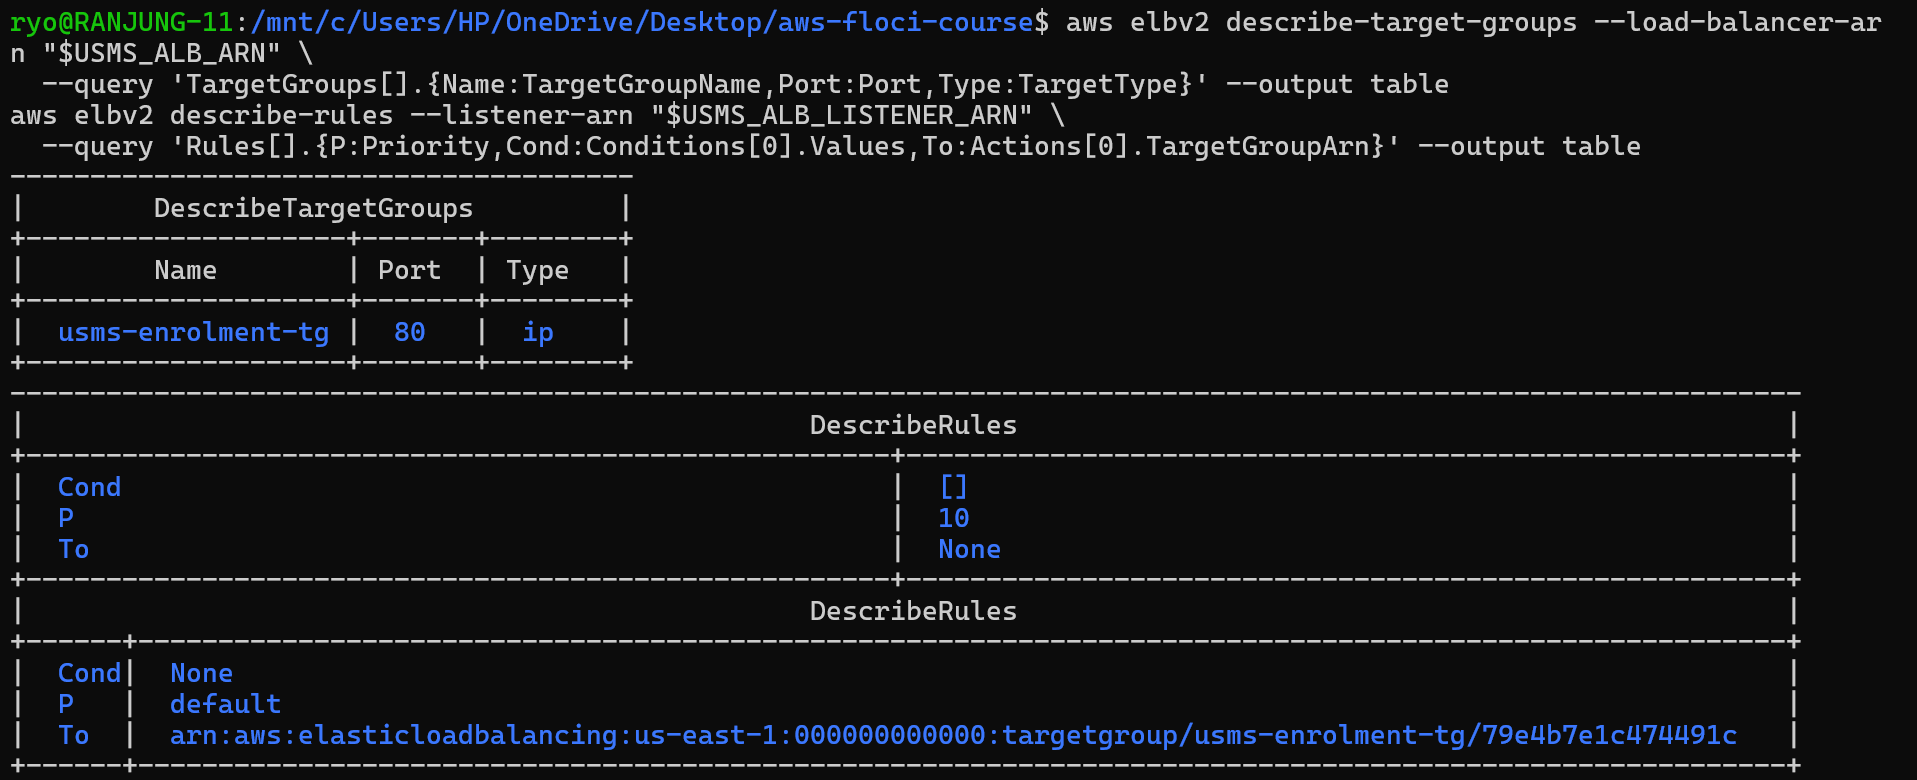 ryo@RANJUNG-11:/mnt/c/Users/HP/OneDrive/Desktop/aws-floci-course$ aws elbv2 describe-target-groups --load-balancer-ar
n "$USMS_ALB_ARN" \
  --query 'TargetGroups[].{Name:TargetGroupName,Port:Port,Type:TargetType}' --output table
aws elbv2 describe-rules --listener-arn "$USMS_ALB_LISTENER_ARN" \
  --query 'Rules[].{P:Priority,Cond:Conditions[0].Values,To:Actions[0].TargetGroupArn}' --output table
---------------------------------------
|        DescribeTargetGroups         |
+--------------------+-------+--------+
|        Name        | Port  | Type   |
+--------------------+-------+--------+
|  usms-enrolment-tg |  80   |  ip    |
+--------------------+-------+--------+
----------------------------------------------------------------------------------------------------------------
|                                                 DescribeRules                                                |
+------------------------------------------------------+-------------------------------------------------------+
|  Cond                                                |  []                                                   |
|  P                                                   |  10                                                   |
|  To                                                  |  None                                                 |
+------------------------------------------------------+-------------------------------------------------------+
|                                                 DescribeRules                                                |
+------+-------------------------------------------------------------------------------------------------------+
|  Cond|  None                                                                                                 |
|  P   |  default                                                                                              |
|  To  |  arn:aws:elasticloadbalancing:us-east-1:000000000000:targetgroup/usms-enrolment-tg/79e4b7e1c474491c   |
+------+-------------------------------------------------------------------------------------------------------+